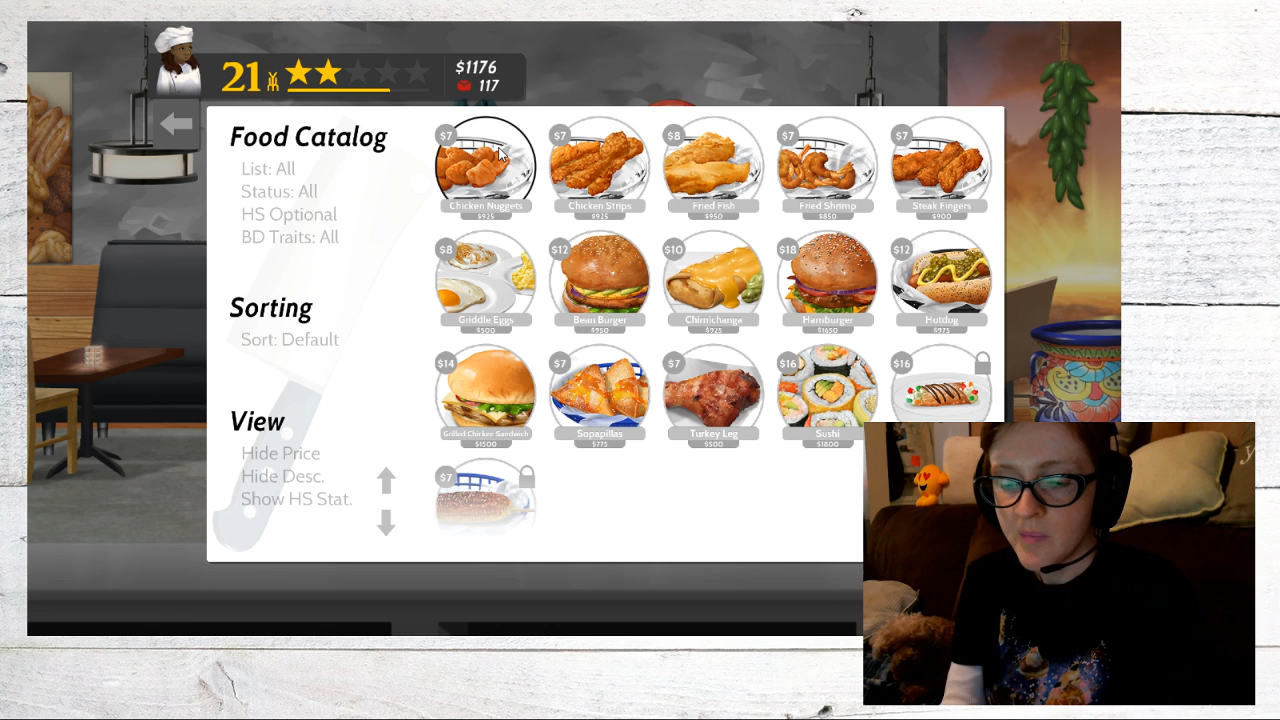 21
$1176
117
Food Catalog
List: All
Status: All
HS Optional
BD Traits: All
Sorting
Sort: Default
View
Hide Price
Hide Desc.
Show HS Stat.
$7
Chicken Nuggets
$925
$7
Chicken Strips
$925
$8
Fried Fish
$950
$7
Fried Shrimp
$850
$7
Steak Fingers
$900
$8
Griddle Eggs
$500
$12
Bean Burger
$950
$10
Chimichanga
$925
$18
Hamburger
$1650
$12
Hotdog
$975
$14
Grilled Chicken Sandwich
$1500
$7
Sopapillas
$775
$7
Turkey Leg
$500
$16
Sushi
$1800
$16
$7